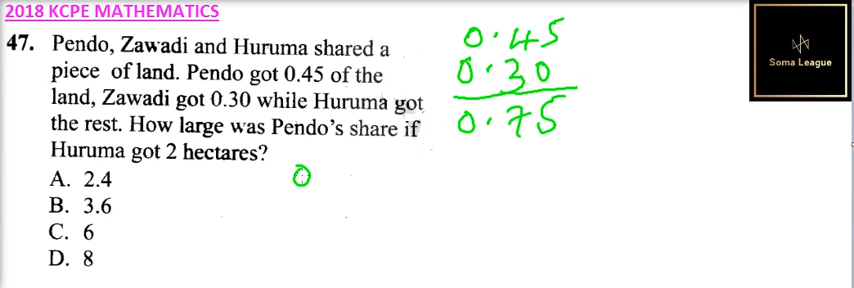 2018 KCPE MATHEMATICS
47. Pendo, Zawadi and Huruma shared a
piece of land. Pendo got 0.45 of the
land, Zawadi got 0.30 while Huruma got
the rest. How large was Pendo's share if
Huruma got 2 hectares?
A. 2.4
B. 3.6
C. 6
D. 8
0.45
0.30
0.75
0
Soma League